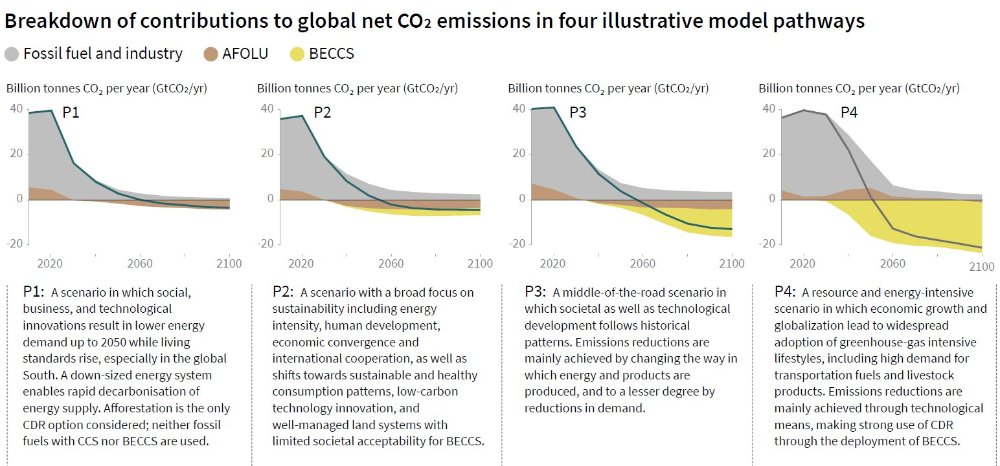 Breakdown of contributions to global net CO₂ emissions in four illustrative model pathways
Fossil fuel and industry AFOLU BECCS
Billion tonnes CO₂ per year (GtCO₂/yr)
P1
40
20
0
-20
2020 2060 2100
Billion tonnes CO₂ per year (GtCO₂/yr)
P2
40
20
0
-20
2020 2060 2100
Billion tonnes CO₂ per year (GtCO₂/yr)
P3
40
20
0
-20
2020 2060 2100
Billion tonnes CO₂ per year (GtCO₂/yr)
P4
40
20
0
-20
2020 2060 2100
P1: A scenario in which social,
business, and technological
innovations result in lower energy
demand up to 2050 while living
standards rise, especially in the global
South. A down-sized energy system
enables rapid decarbonisation of
energy supply. Afforestation is the only
CDR option considered; neither fossil
fuels with CCS nor BECCS are used.
P2: A scenario with a broad focus on
sustainability including energy
intensity, human development,
economic convergence and
international cooperation, as well as
shifts towards sustainable and healthy
consumption patterns, low-carbon
technology innovation, and
well-managed land systems with
limited societal acceptability for BECCS.
P3: A middle-of-the-road scenario in
which societal as well as technological
development follows historical
patterns. Emissions reductions are
mainly achieved by changing the way in
which energy and products are
produced, and to a lesser degree by
reductions in demand.
P4: A resource and energy-intensive
scenario in which economic growth and
globalization lead to widespread
adoption of greenhouse-gas intensive
lifestyles, including high demand for
transportation fuels and livestock
products. Emissions reductions are
mainly achieved through technological
means, making strong use of CDR
through the deployment of BECCS.